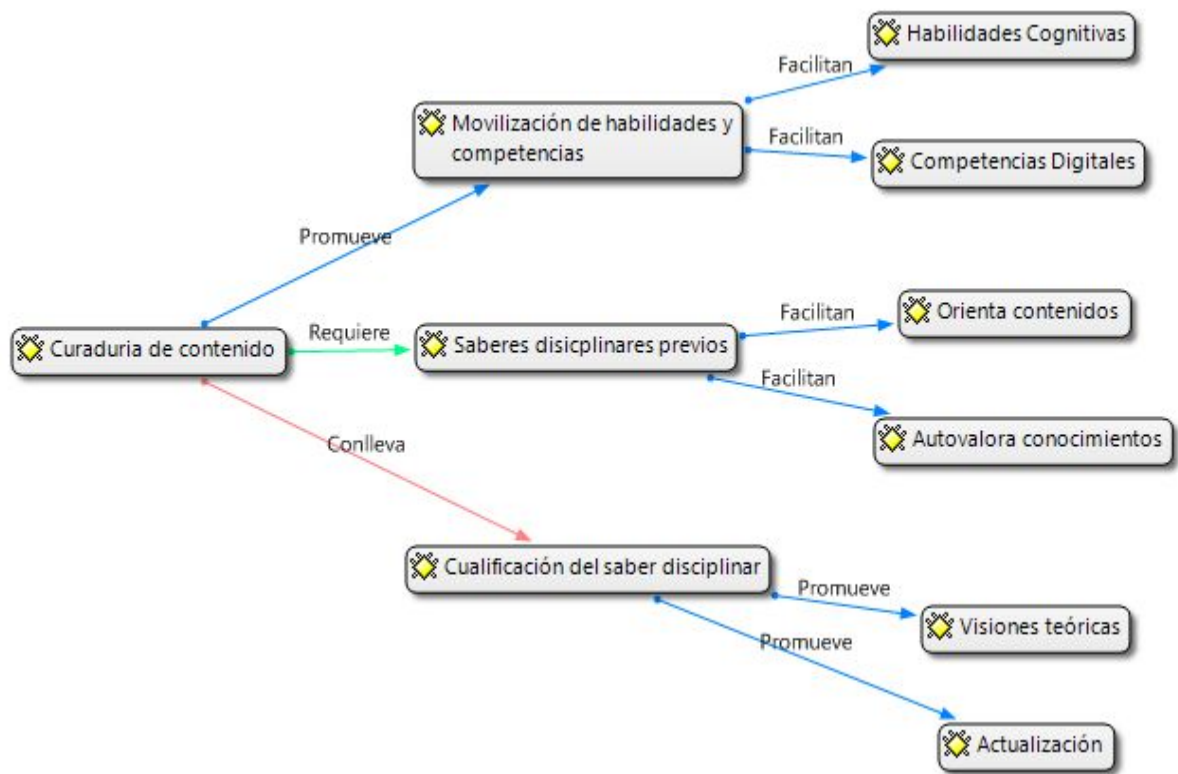 Habilidades Cognitivas
Facilitan
Movilización de habilidades y
competencias
Facilitan
Competencias Digitales
Promueve
Orienta contenidos
Facilitan
Requiere
Curaduria de contenido
Saberes disicplinares previos
Facilitan
Autovalora conocimientos
Conlleva
Cualificación del saber disciplinar
Promueve
Visiones teóricas
Promueve
Actualización